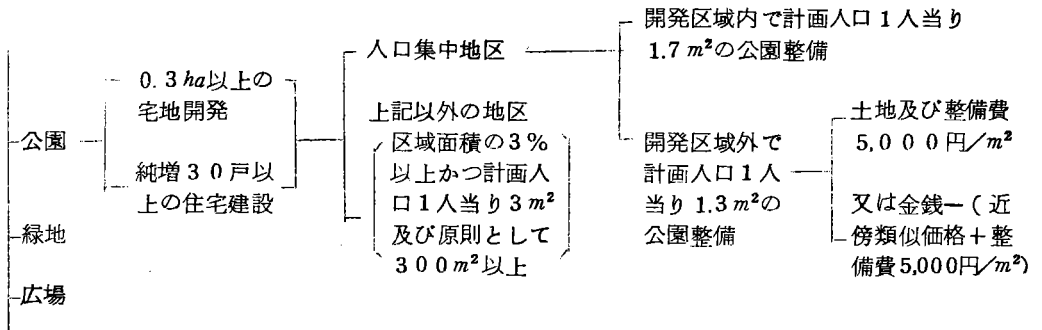 公園
緑地
広場
0.3ha以上の
宅地開発
純増30戸以
上の住宅建設
人口集中地区
上記以外の地区
区域面積の3%
以上かつ計画人
口1人当り3m²
及び原則として
300m²以上
開発区域内で計画人口1人当り
1.7m²の公園整備
開発区域外で
計画人口1人
当り1.3m²の
公園整備
土地及び整備費
5,000円/m²
又は金銭―(近
傍類似価格+整
備費5,000円/m²)